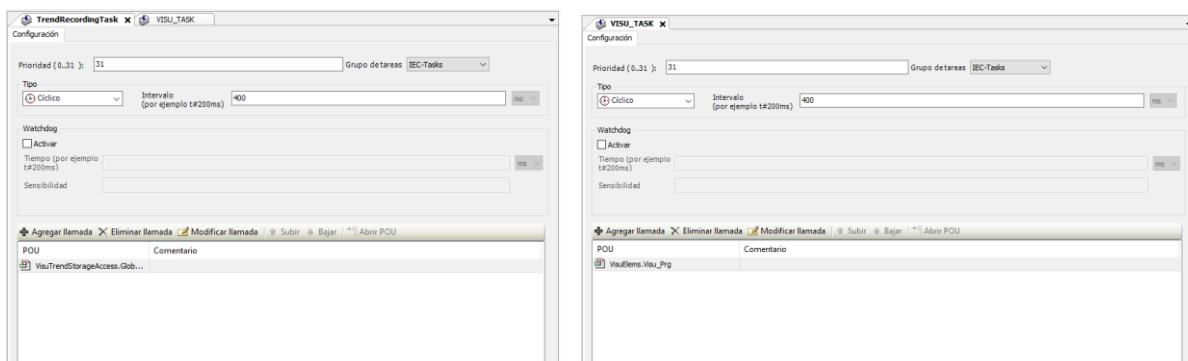 TrendRecordingTask x VISU_TASK
Configuración
Prioridad ( 0..31 ): 31 Grupo de tareas IEC-Tasks
Tipo
Cíclico Intervalo
(por ejemplo t#200ms) 400 ms
Watchdog
Activar
Tiempo (por ejemplo
t#200ms) ms
Sensibilidad
Agregar llamada Eliminar llamada Modificar llamada Subir Bajar Abrir POU
POU Comentario
VisuTrendStorageAccess.Glob...
VISU_TASK x
Configuración
Prioridad ( 0..31 ): 31 Grupo de tareas IEC-Tasks
Tipo
Cíclico Intervalo
(por ejemplo t#200ms) 400 ms
Watchdog
Activar
Tiempo (por ejemplo
t#200ms) ms
Sensibilidad
Agregar llamada Eliminar llamada Modificar llamada Subir Bajar Abrir POU
POU Comentario
VisuElems.Visu_Prg